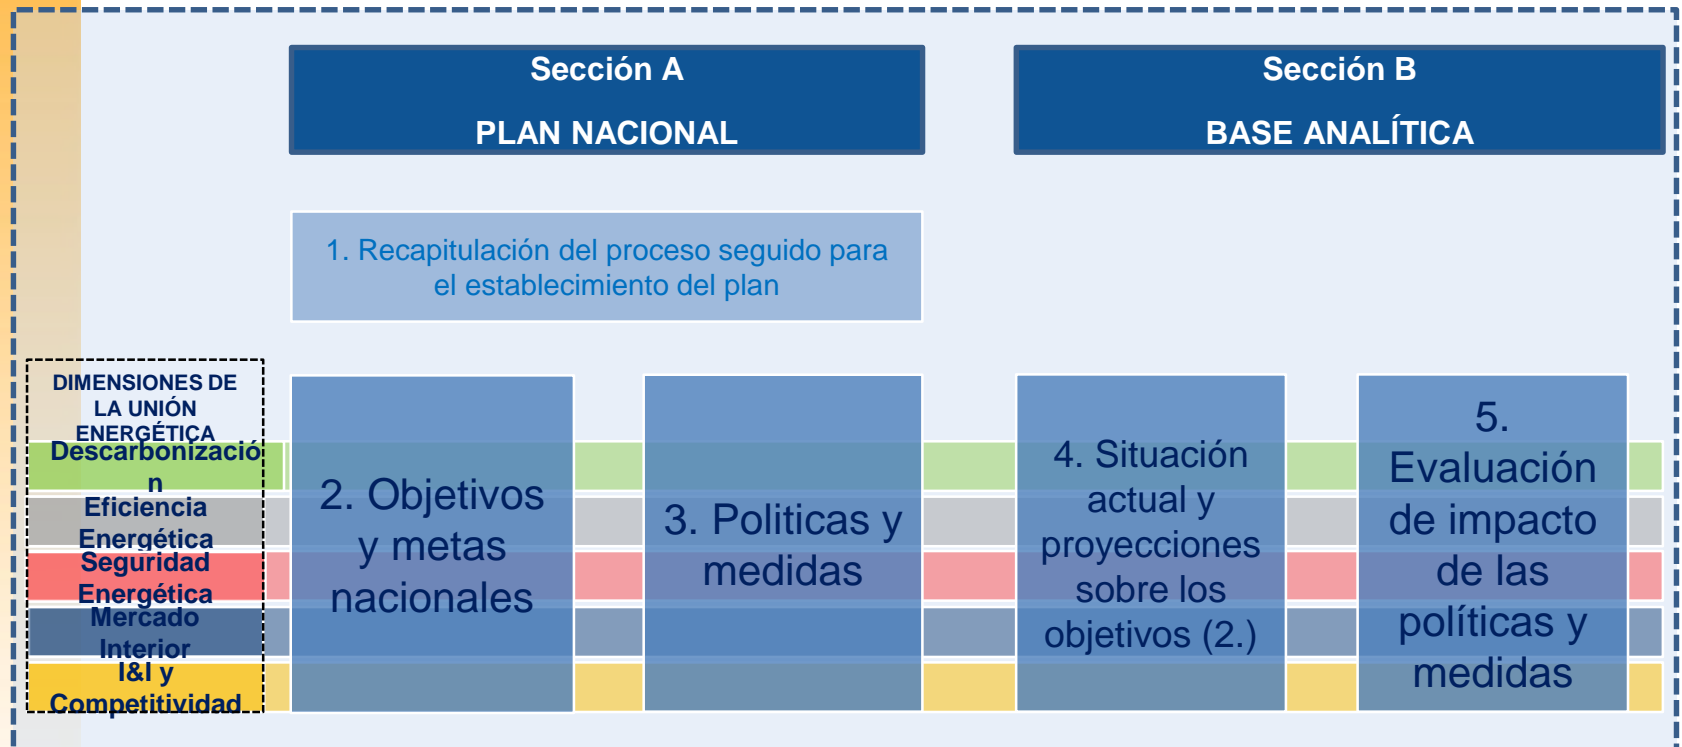 Sección A
PLAN NACIONAL
Sección B
BASE ANALÍTICA
1. Recapitulación del proceso seguido para
el establecimiento del plan
DIMENSIONES DE
LA UNIÓN
ENERGÉTICA
Descarbonizació
n
Eficiencia
Energética
Seguridad
Energética
Mercado
Interior
I&I y
Competitividad
2. Objetivos
y metas
nacionales
3. Politicas y
medidas
4. Situación
actual y
proyecciones
sobre los
objetivos (2.)
5.
Evaluación
de impacto
de las
políticas y
medidas